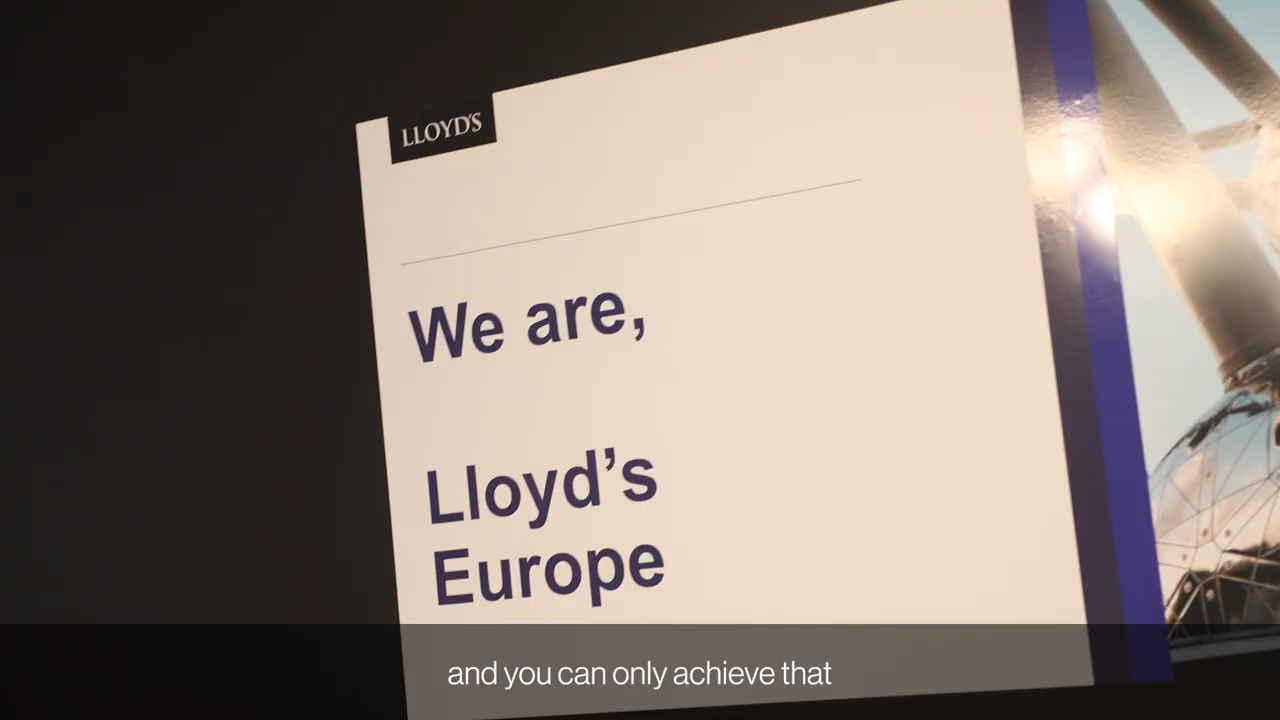 LLOYD'S
We are,
Lloyd's
Europe
and you can only achieve that